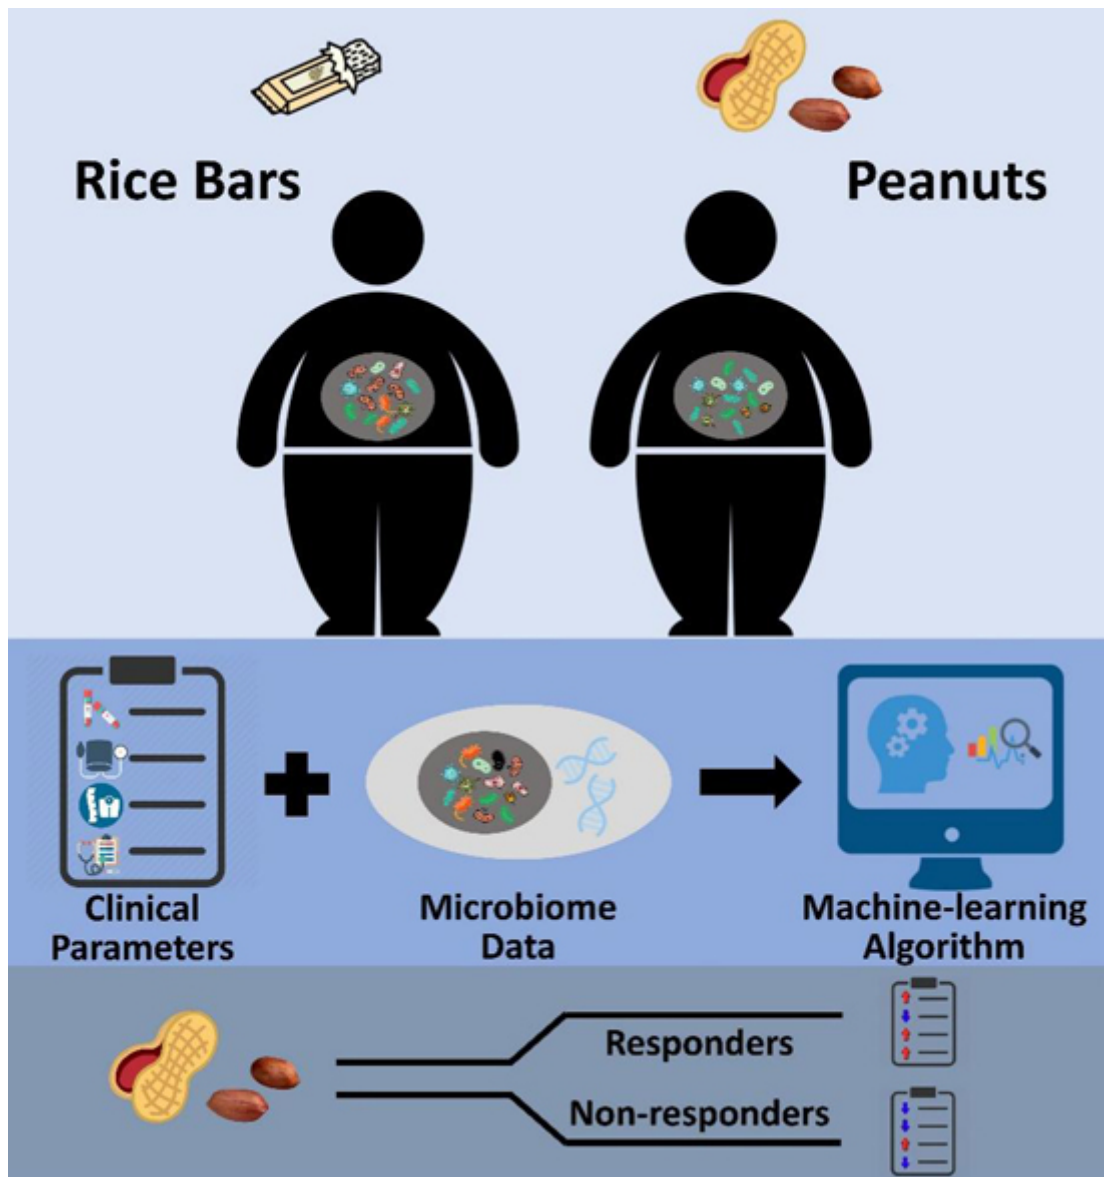 Rice Bars
Peanuts
Clinical
Parameters
Microbiome
Data
Machine-learning
Algorithm
Responders
Non-responders